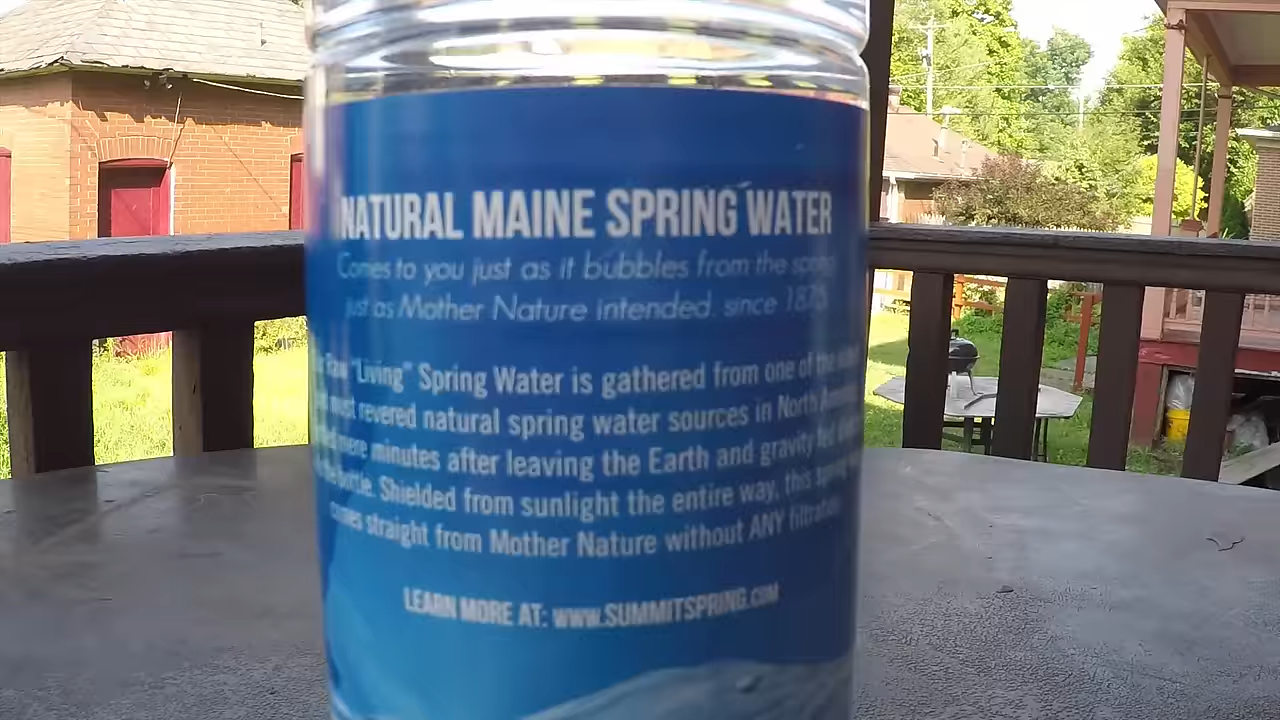 NATURAL MAINE SPRING WATER
Comes to you just as it bubbles from the
just as Mother Nature intended. since 1875
Raw "Living" Spring Water is gathered from one of
most revered natural spring water sources in North
mere minutes after leaving the Earth and gravity fed
bottle. Shielded from sunlight the entire way, this spring
comes straight from Mother Nature without ANY
LEARN MORE AT: www.SUMMITSPRING.COM